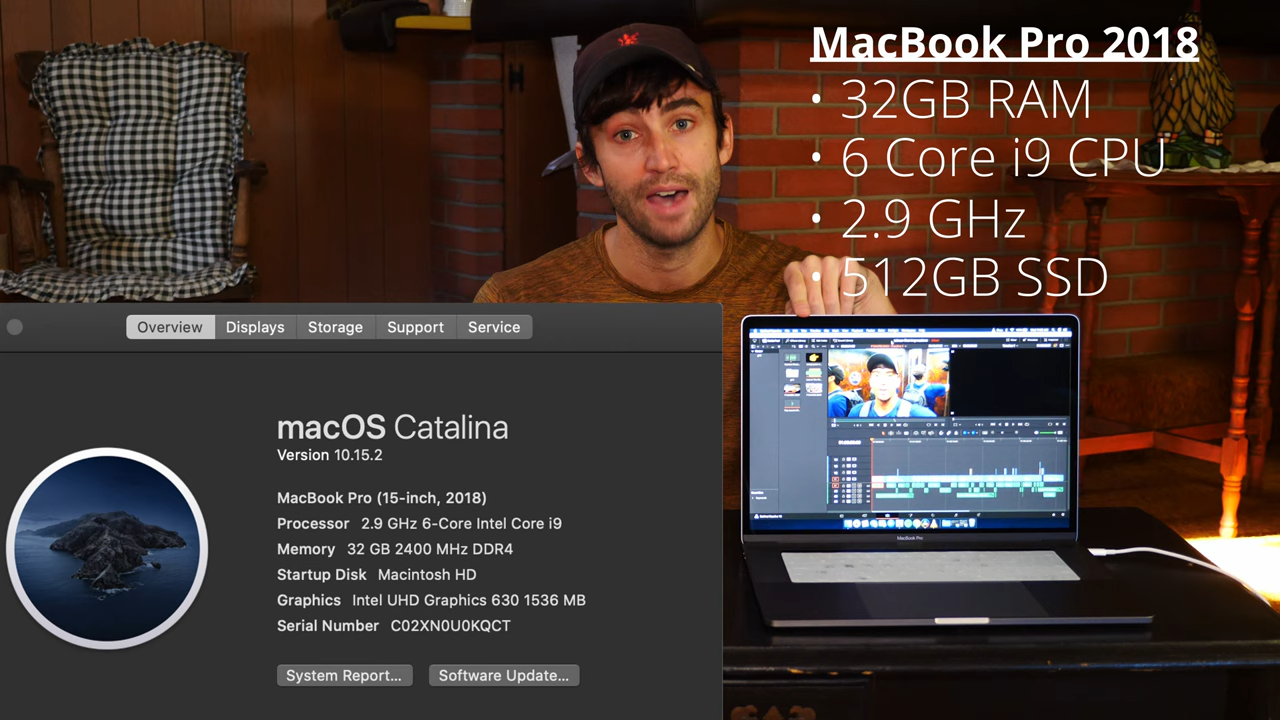 MacBook Pro 2018
• 32GB RAM
• 6 Core i9 CPU
• 2.9 GHz
• 512GB SSD
Overview Displays Storage Support Service
macOS Catalina
Version 10.15.2
MacBook Pro (15-inch, 2018)
Processor 2.9 GHz 6-Core Intel Core i9
Memory 32 GB 2400 MHz DDR4
Startup Disk Macintosh HD
Graphics Intel UHD Graphics 630 1536 MB
Serial Number C02XN0U0KQCT
System Report... Software Update...
MacBook Pro